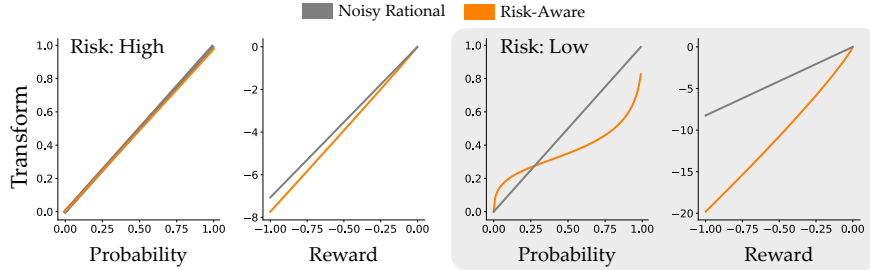 Noisy Rational Risk-Aware
Risk: High
Risk: Low
Transform
1.0
0.8
0.6
0.4
0.2
0.0
0.00 0.25 0.50 0.75 1.00
Probability
0
−2
−4
−6
−8
−1.00 −0.75 −0.50 −0.25 0.00
Reward
1.0
0.8
0.6
0.4
0.2
0.0
0.00 0.25 0.50 0.75 1.00
Probability
0
−5
−10
−15
−20
−1.00 −0.75 −0.50 −0.25 0.00
Reward